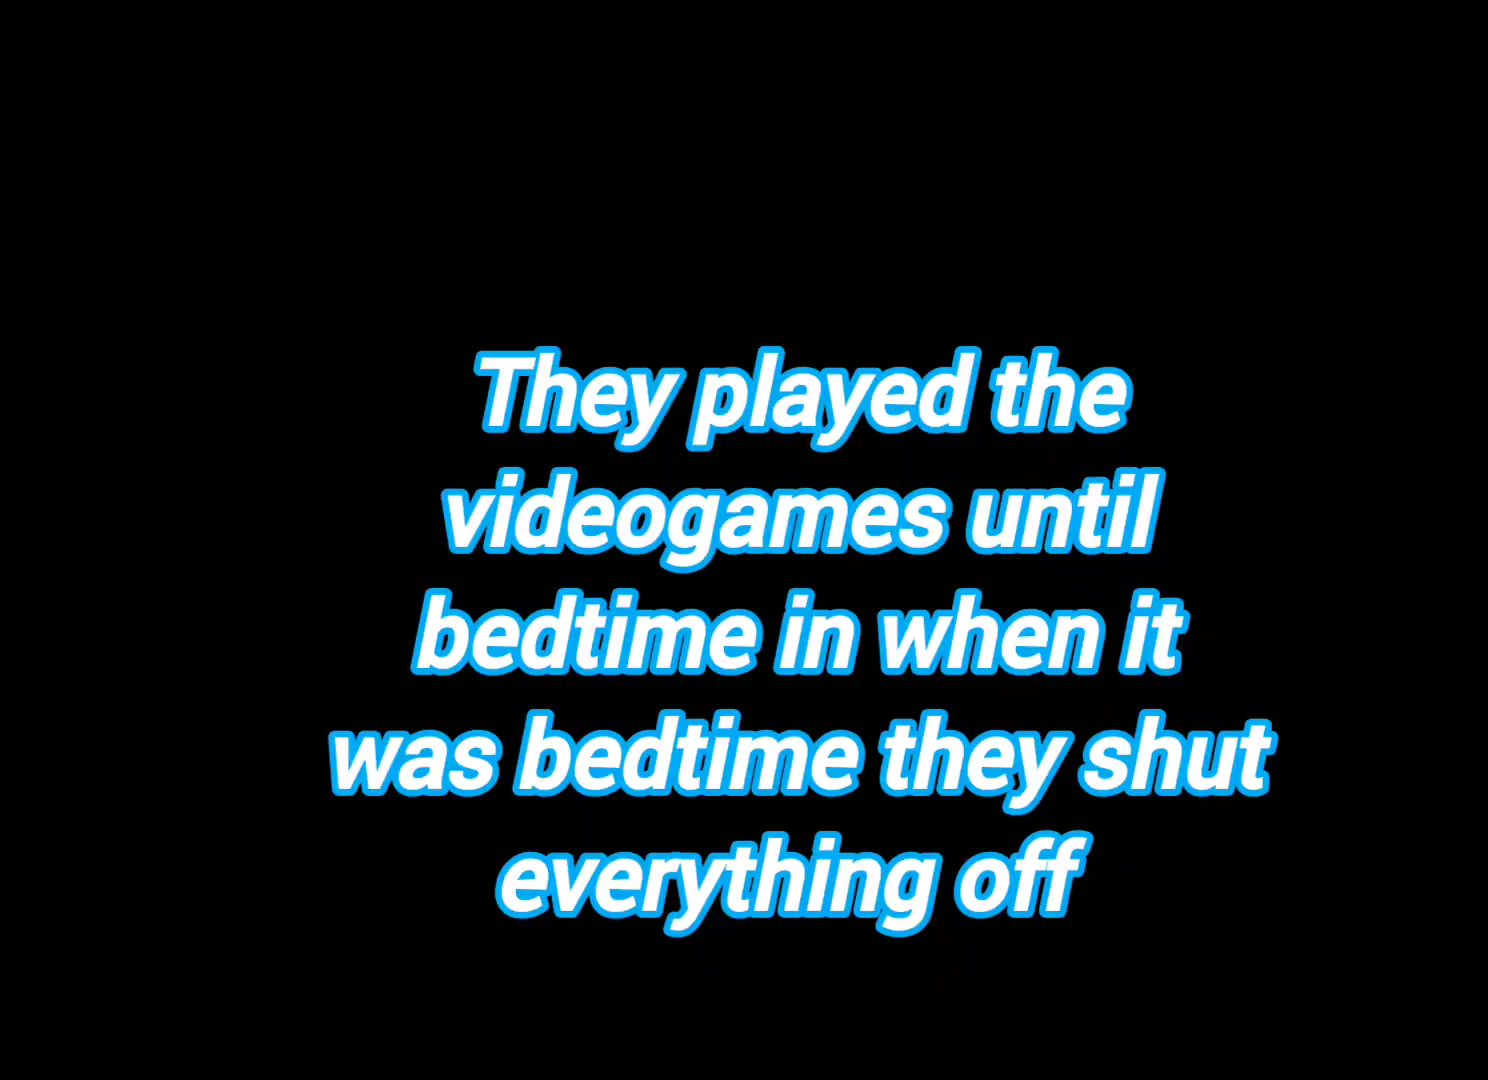 They played the
videogames until
bedtime in when it
was bedtime they shut
everything off